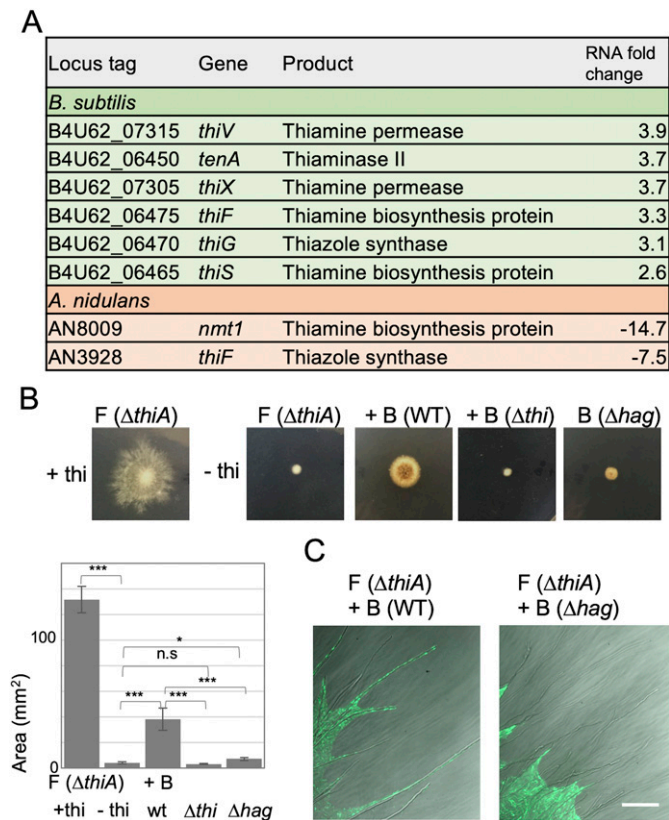 A
Locus tag Gene Product RNA fold change
B. subtilis
B4U62_07315 thiV Thiamine permease 3.9
B4U62_06450 tenA Thiaminase II 3.7
B4U62_07305 thiX Thiamine permease 3.7
B4U62_06475 thiF Thiamine biosynthesis protein 3.3
B4U62_06470 thiG Thiazole synthase 3.1
B4U62_06465 thiS Thiamine biosynthesis protein 2.6
A. nidulans
AN8009 nmt1 Thiamine biosynthesis protein -14.7
AN3928 thiF Thiazole synthase -7.5
B
F (ΔthiA) F (ΔthiA) + B (WT) + B (Δthi) B (Δhag)
+ thi - thi
Area (mm²)
100
0
***
*
n.s
***
*** ***
F (ΔthiA) + B
+thi - thi wt Δthi Δhag
C
F (ΔthiA) F (ΔthiA)
+ B (WT) + B (Δhag)